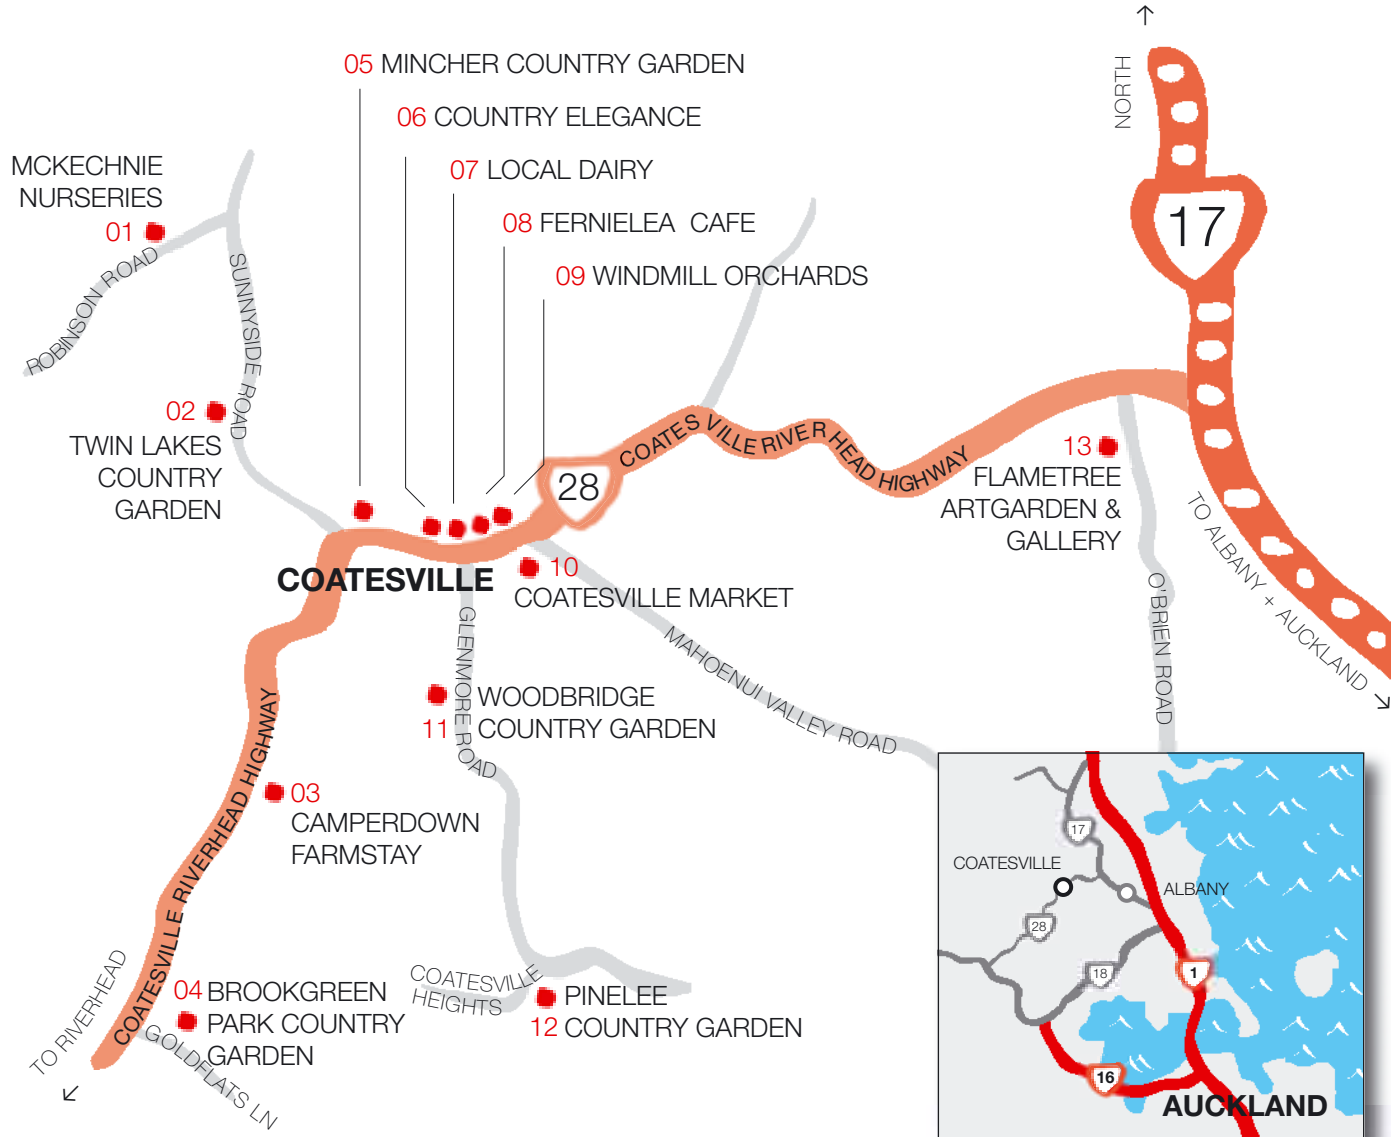 NORTH
05 MINCHER COUNTRY GARDEN
06 COUNTRY ELEGANCE
07 LOCAL DAIRY
08 FERNIELEA CAFE
09 WINDMILL ORCHARDS
MCKECHNIE
NURSERIES
01
ROBINSON ROAD
SUNNYSIDE ROAD
17
02
TWIN LAKES
COUNTRY
GARDEN
28
COATESVILLE RIVERHEAD HIGHWAY
13
FLAMETREE
ARTGARDEN &
GALLERY
TO ALBANY + AUCKLAND
O'BRIEN ROAD
COATESVILLE
10
COATESVILLE MARKET
GLENMORE ROAD
MAHOENUI VALLEY ROAD
WOODBRIDGE
11 COUNTRY GARDEN
COATESVILLE RIVERHEAD HIGHWAY
03
CAMPERDOWN
FARMSTAY
TO RIVERHEAD
04 BROOKGREEN
PARK COUNTRY
GARDEN
GOLDFLATS LN
COATESVILLE
HEIGHTS
PINELEE
12 COUNTRY GARDEN
17
COATESVILLE
ALBANY
28
18
1
16
AUCKLAND